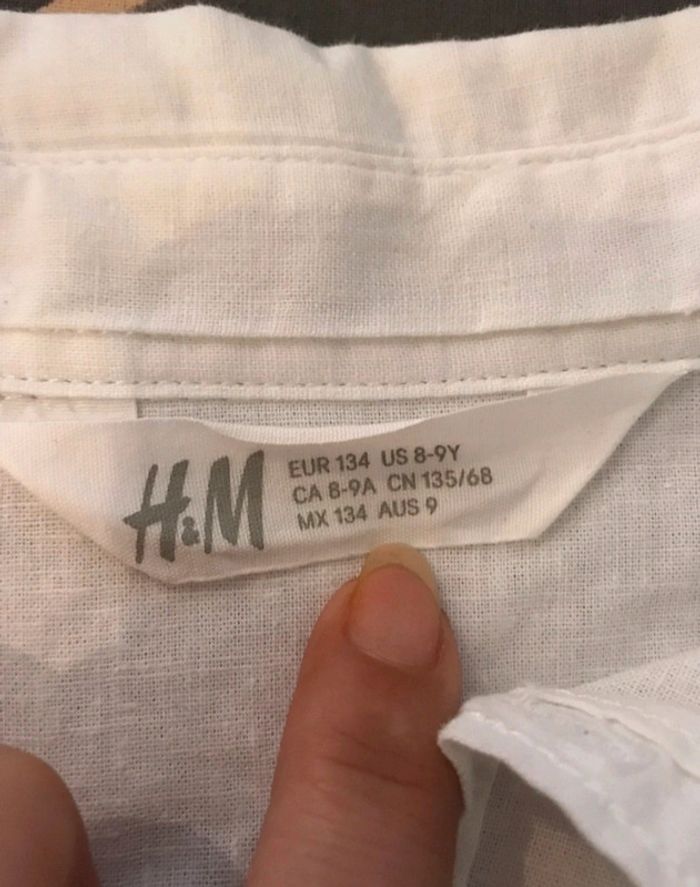 H&M
EUR 134 US 8-9Y
CA 8-9A CN 135/68
MX 134 AUS 9